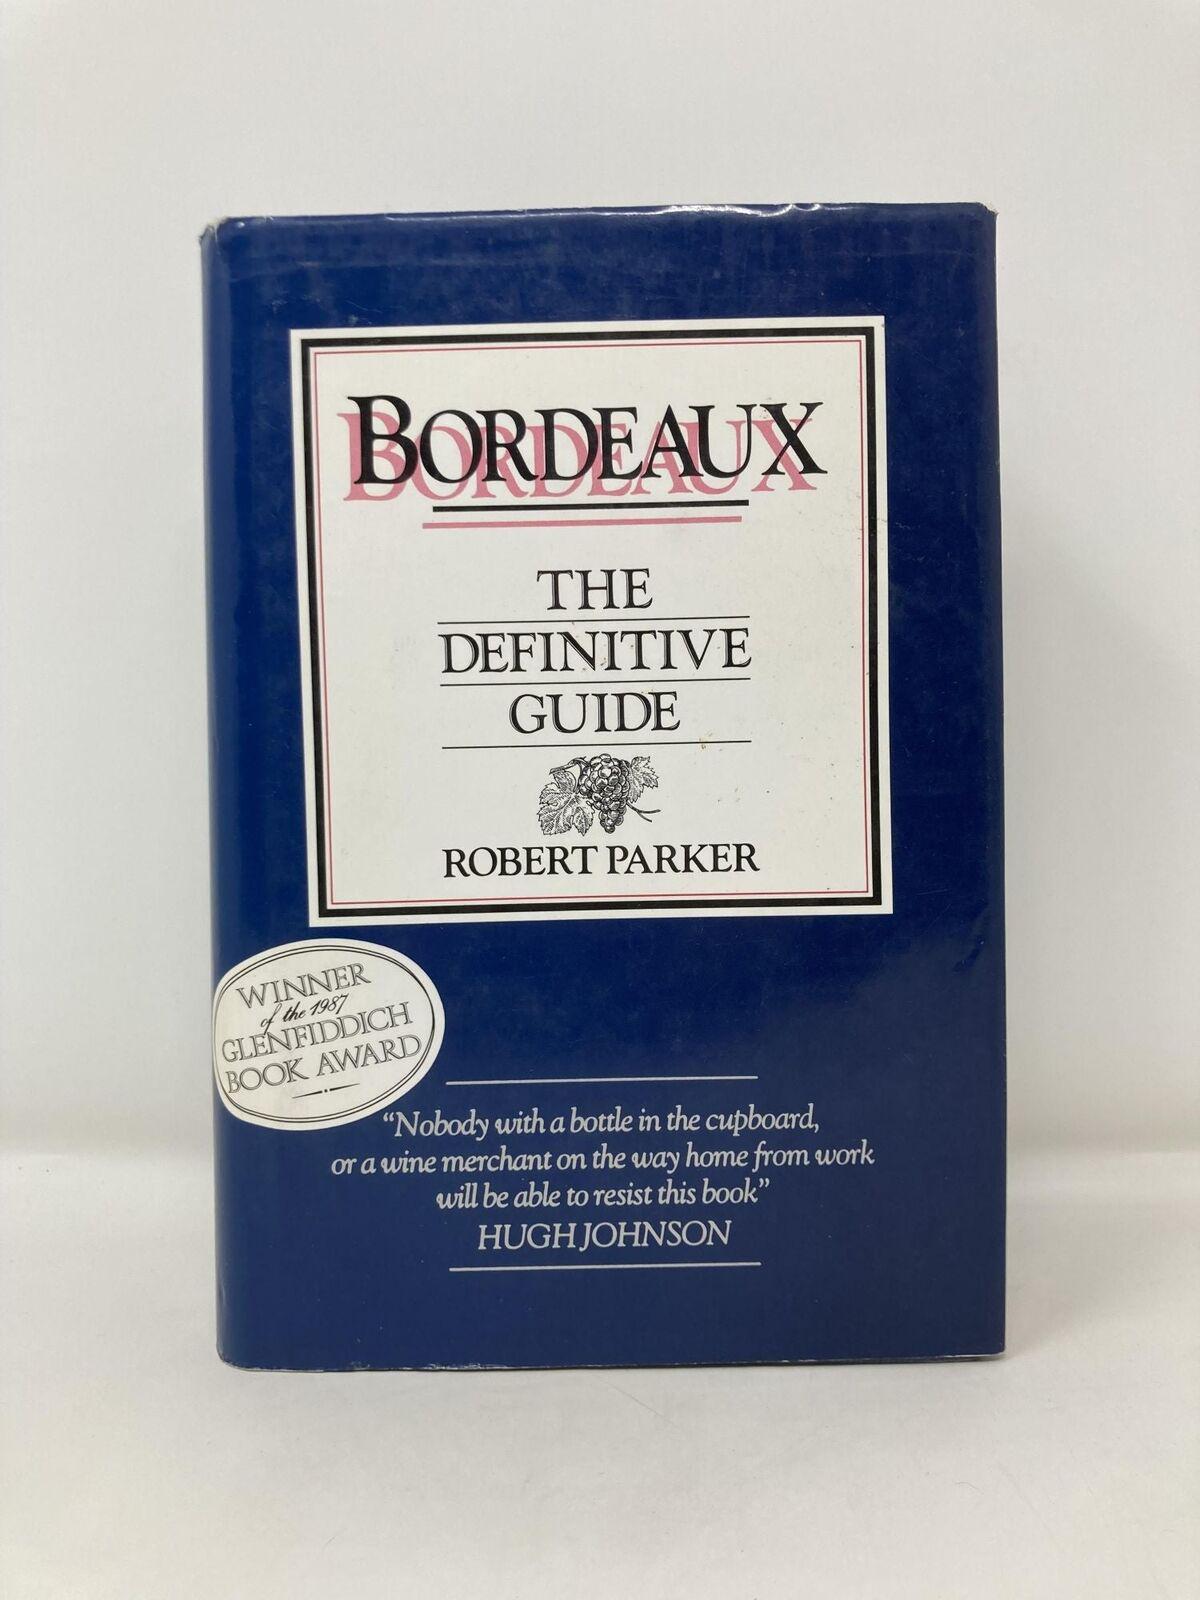 BORDEAUX
THE
DEFINITIVE
GUIDE
ROBERT PARKER
WINNER
of the 1987
GLENFIDDICH
BOOK AWARD
“Nobody with a bottle in the cupboard,
or a wine merchant on the way home from work
will be able to resist this book”
HUGH JOHNSON